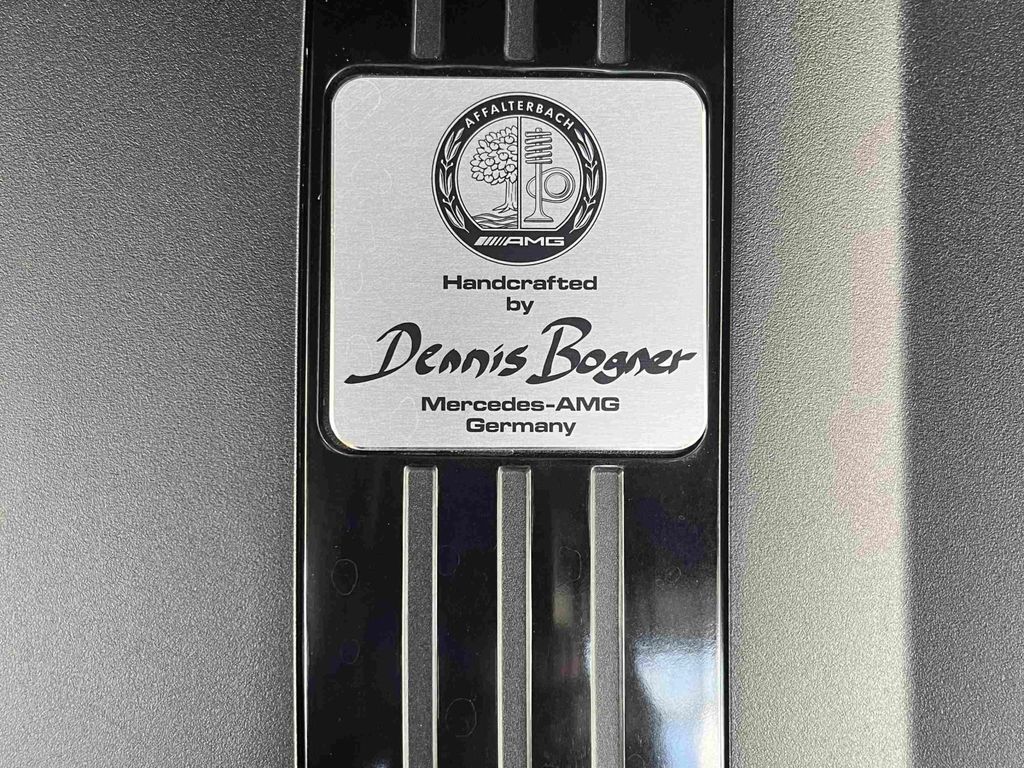 AFFALTERBACH
AMG
Handcrafted
by
Dennis Bogner
Mercedes-AMG
Germany